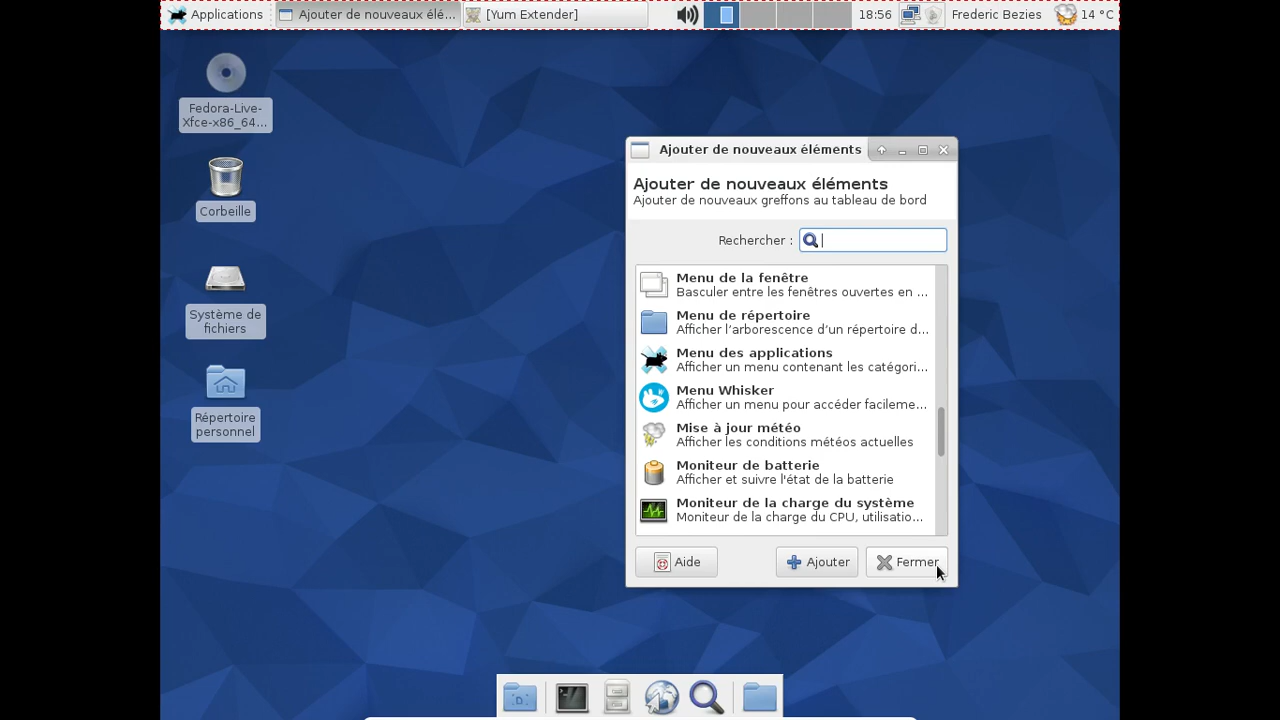 Applications
Ajouter de nouveaux élé...
[Yum Extender]
18:56
Frederic Bezies
14 °C
Fedora-Live-
Xfce-x86_64...
Corbeille
Système de
fichiers
Répertoire
personnel
Ajouter de nouveaux éléments
Ajouter de nouveaux éléments
Ajouter de nouveaux greffons au tableau de bord
Rechercher :
Menu de la fenêtre
Basculer entre les fenêtres ouvertes en ...
Menu de répertoire
Afficher l’arborescence d’un répertoire d...
Menu des applications
Afficher un menu contenant les catégori...
Menu Whisker
Afficher un menu pour accéder facileme...
Mise à jour météo
Afficher les conditions météos actuelles
Moniteur de batterie
Afficher et suivre l'état de la batterie
Moniteur de la charge du système
Moniteur de la charge du CPU, utilisatio...
Aide
Ajouter
Fermer